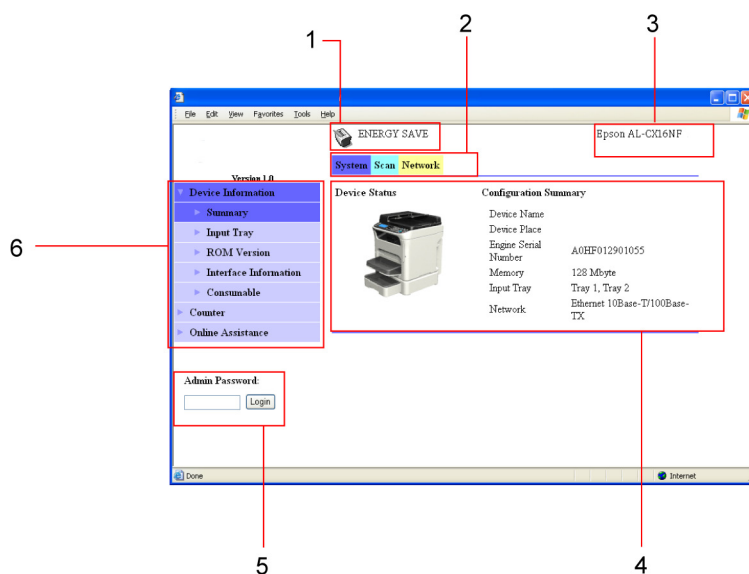 1
2
3
File Edit View Favorites Tools Help
ENERGY SAVE
Epson AL-CX16NF
System Scan Network
Version 1.0
Device Information
Summary
Input Tray
ROM Version
Interface Information
Consumable
Counter
Online Assistance
6
Device Status
Configuration Summary
Device Name
Device Place
Engine Serial
Number
A0HF012901055
Memory 128 Mbyte
Input Tray Tray 1, Tray 2
Network Ethernet 10Base-T/100Base-
TX
Admin Password:
Login
Done
Internet
5
4